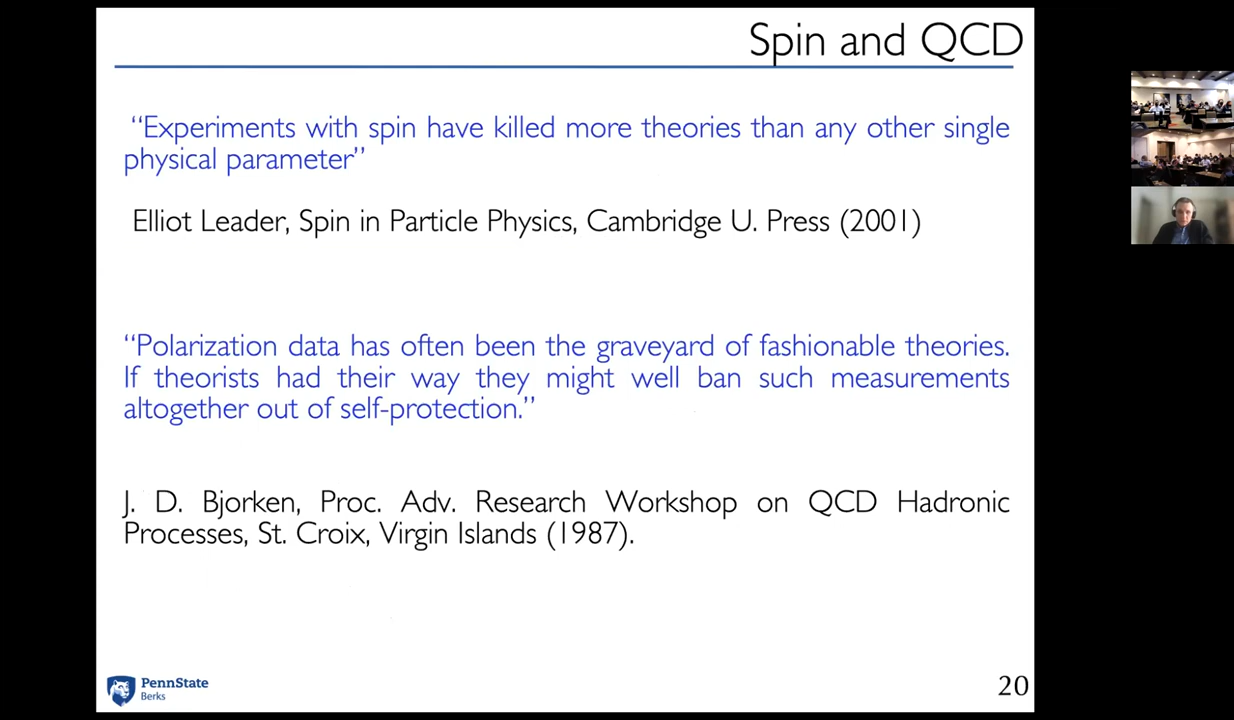 Spin and QCD
“Experiments with spin have killed more theories than any other single
physical parameter”
Elliot Leader, Spin in Particle Physics, Cambridge U. Press (2001)
“Polarization data has often been the graveyard of fashionable theories.
If theorists had their way they might well ban such measurements
altogether out of self-protection.”
J. D. Bjorken, Proc. Adv. Research Workshop on QCD Hadronic
Processes, St. Croix, Virgin Islands (1987).
PennState
Berks
20